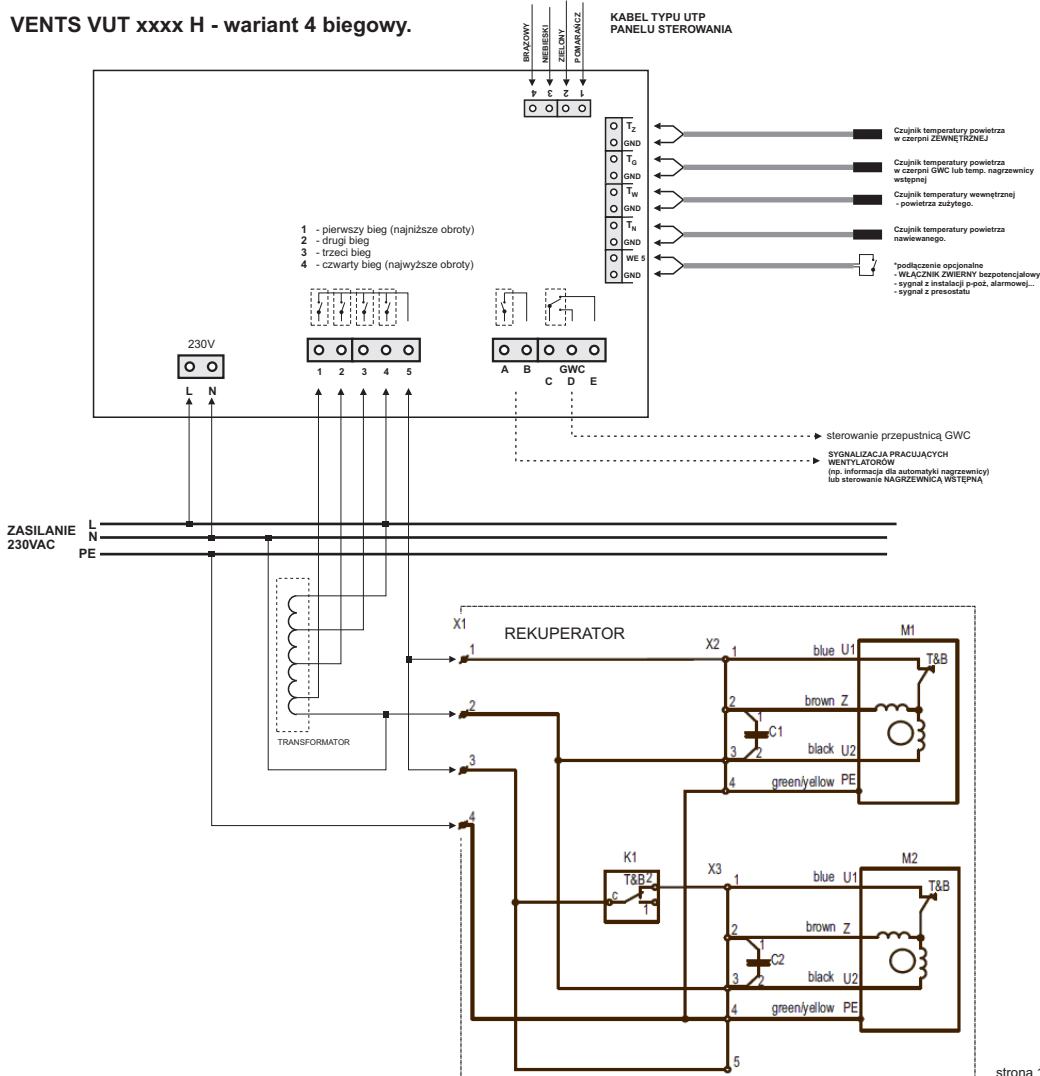 VENTS VUT xxxx H - wariant 4 biegowy.
KABEL TYPU UTP
PANELU STEROWANIA
BRĄZOWY
NIEBIESKI
ZIELONY
POMARAŃCZ
4 3 2 1
TZ
GND
TG
GND
TW
GND
TN
GND
WE 5
GND
Czujnik temperatury powietrza
w czerpni ZEWNĘTRZNEJ
Czujnik temperatury powietrza
w czerpni GWC lub temp. nagrzewnicy
wstępnej
Czujnik temperatury wewnętrznej
- powietrza zużytego.
Czujnik temperatury powietrza
nawiewanego.
*podłączenie opcjonalne
- WŁĄCZNIK ZWIERNY bezpotencjałowy
- sygnał z instalacji p-poż, alarmowej...
- sygnał z presostatu
1 - pierwszy bieg (najniższe obroty)
2 - drugi bieg
3 - trzeci bieg
4 - czwarty bieg (najwyższe obroty)
230V
L N
1 2 3 4 5
A B GWC
C D E
sterowanie przepustnicą GWC
SYGNALIZACJA PRACUJĄCYCH
WENTYLATORÓW
(np. informacja dla automatyki nagrzewnicy)
lub sterowanie NAGRZEWNICĄ WSTĘPNĄ
ZASILANIE
230VAC
L
N
PE
TRANSFORMATOR
X1
REKUPERATOR
1
2
3
4
X2
M1
1 blue U1
T&B
2 brown Z
1
C1
3 2 black U2
4 green/yellow PE
K1
T&B 2
c
1
X3
M2
1 blue U1
T&B
2 brown Z
1
C2
3 2 black U2
4 green/yellow PE
5
strona 1